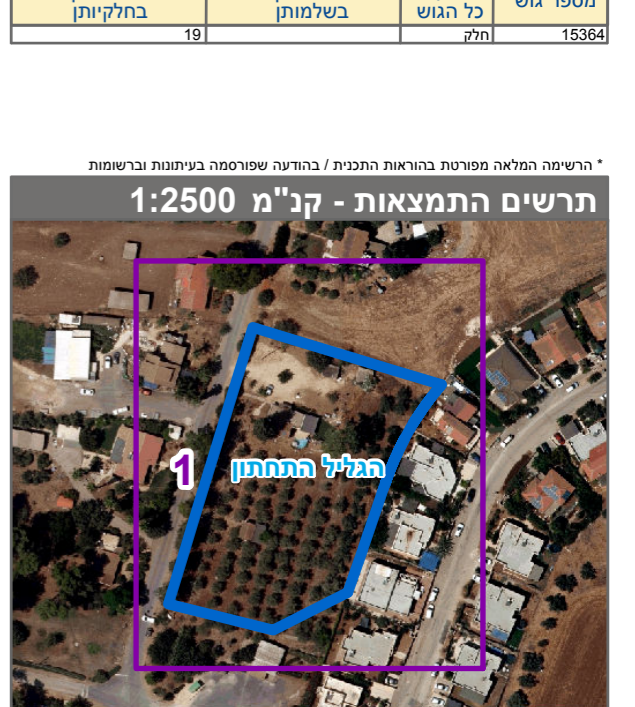 מספר גוש כל הגוש בשלמותן בחלקיותן
15364 חלק 19
* הרשימה המלאה מפורטת בהוראות התכנית / בהודעה שפורסמה בעיתונות וברשומות
תרשים התמצאות - קנ"מ 1:2500
1 הגליל התחתון